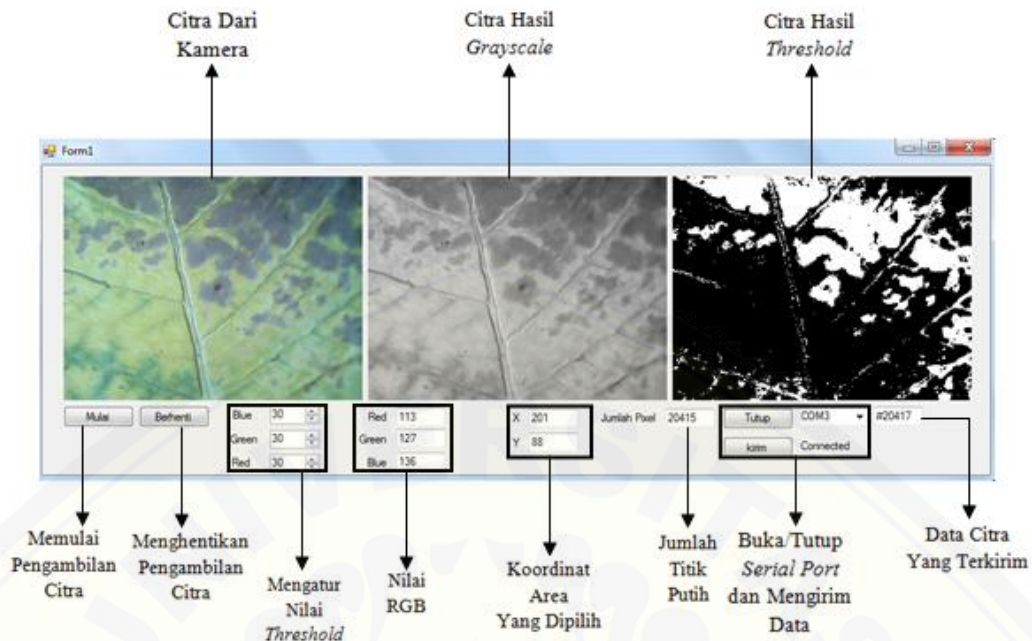 Citra Dari
Kamera
Citra Hasil
Grayscale
Citra Hasil
Threshold
Form1
Mulai
Berhenti
Blue 30
Green 30
Red 30
Red 113
Green 127
Blue 136
X 201
Y 88
Jumlah Pixel 20415
Tutup COM3 #20417
kirim Connected
Memulai
Pengambilan
Citra
Menghentikan
Pengambilan
Citra
Mengatur
Nilai
Threshold
Nilai
RGB
Koordinat
Area
Yang Dipilih
Jumlah
Titik
Putih
Buka/Tutup
Serial Port
dan Mengirim
Data
Data Citra
Yang Terkirim